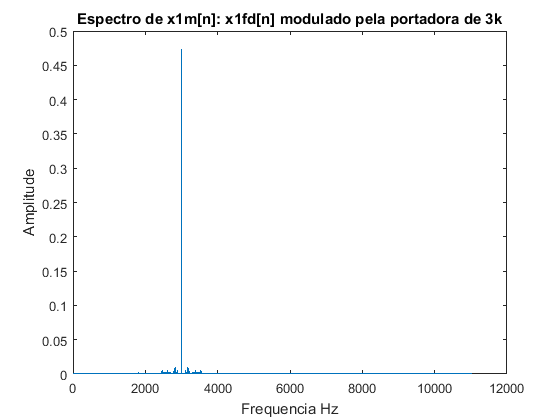 Espectro de x1m[n]: x1fd[n] modulado pela portadora de 3k
0.5
0.45
0.4
0.35
0.3
0.25
0.2
0.15
0.1
0.05
0
Amplitude
0 2000 4000 6000 8000 10000 12000
Frequencia Hz